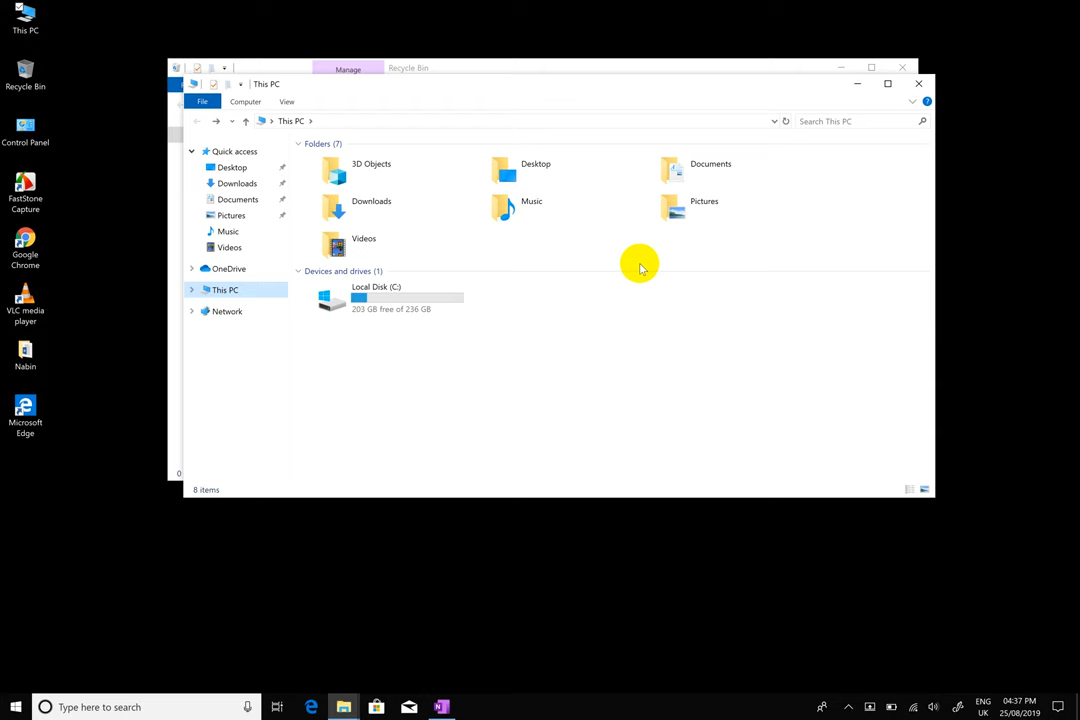 This PC
Recycle Bin
Control Panel
FastStone
Capture
Google
Chrome
VLC media
player
Nabin
Microsoft
Edge
Manage
Recycle Bin
This PC
File
Computer
View
This PC
Search This PC
Quick access
Desktop
Downloads
Documents
Pictures
Music
Videos
OneDrive
This PC
Network
Folders (7)
3D Objects
Desktop
Documents
Downloads
Music
Pictures
Videos
Devices and drives (1)
Local Disk (C:)
203 GB free of 236 GB
0
8 items
Type here to search
ENG
UK
04:37 PM
25/08/2019